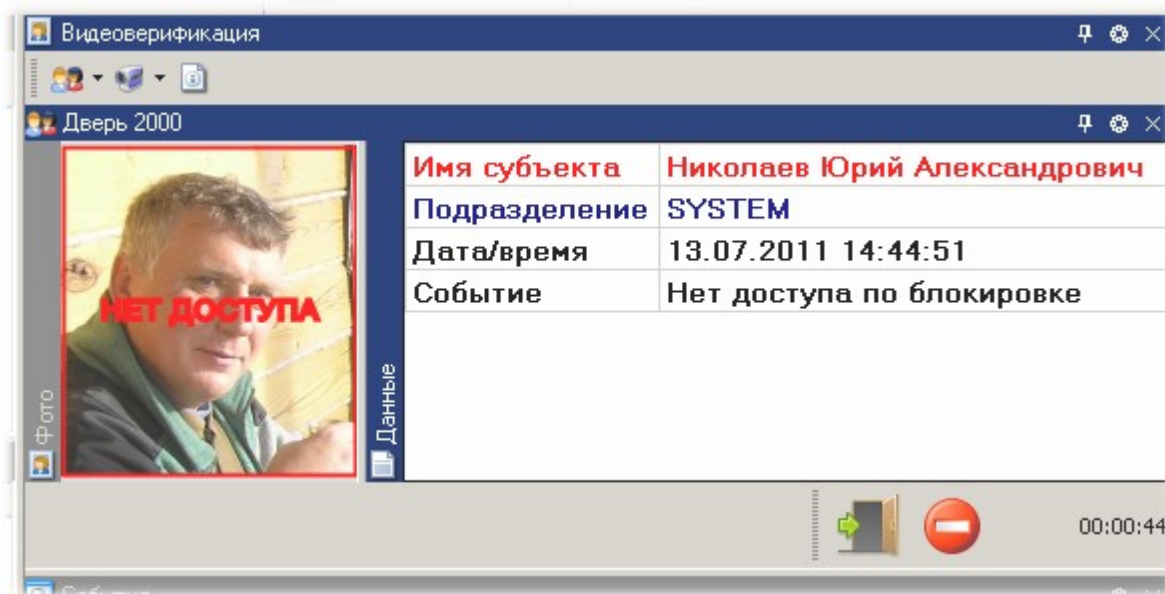 Видеоверификация
Дверь 2000
Фото
НЕТ ДОСТУПА
Данные
Имя субъекта Николаев Юрий Александрович
Подразделение SYSTEM
Дата/время 13.07.2011 14:44:51
Событие Нет доступа по блокировке
00:00:44